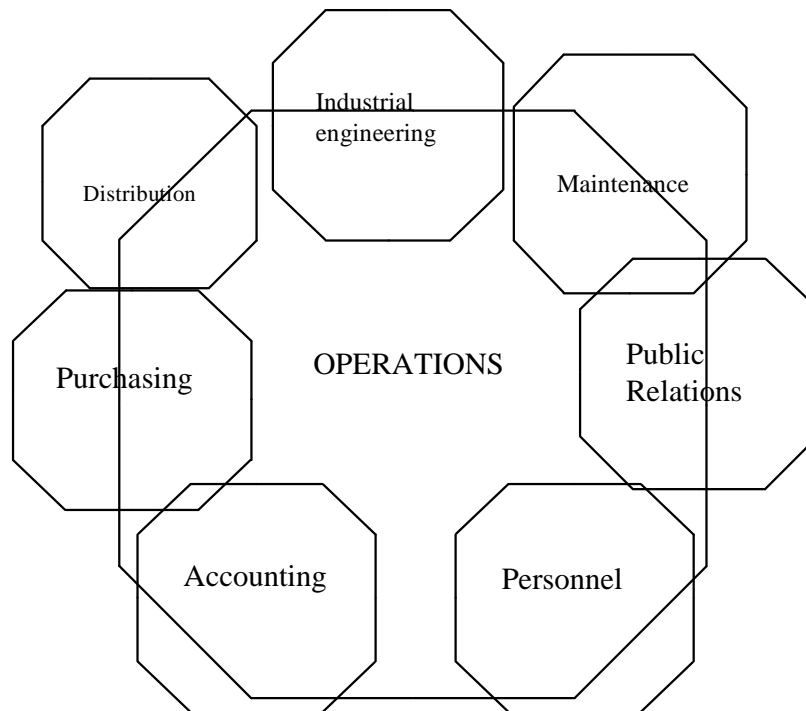 Industrial
engineering
Maintenance
Distribution
OPERATIONS
Public
Relations
Purchasing
Accounting
Personnel